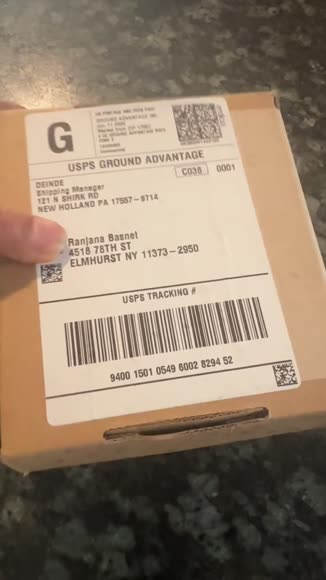 G
USPS GROUND ADVANTAGE
C038
0001
DEINDE
Shipping Manager
121 N SHIRK RD
NEW HOLLAND PA 17557-9714
Ranjana Basnet
4518 78TH ST
ELMHURST NY 11373-2950
USPS TRACKING #
9400 1501 0549 6002 8294 52